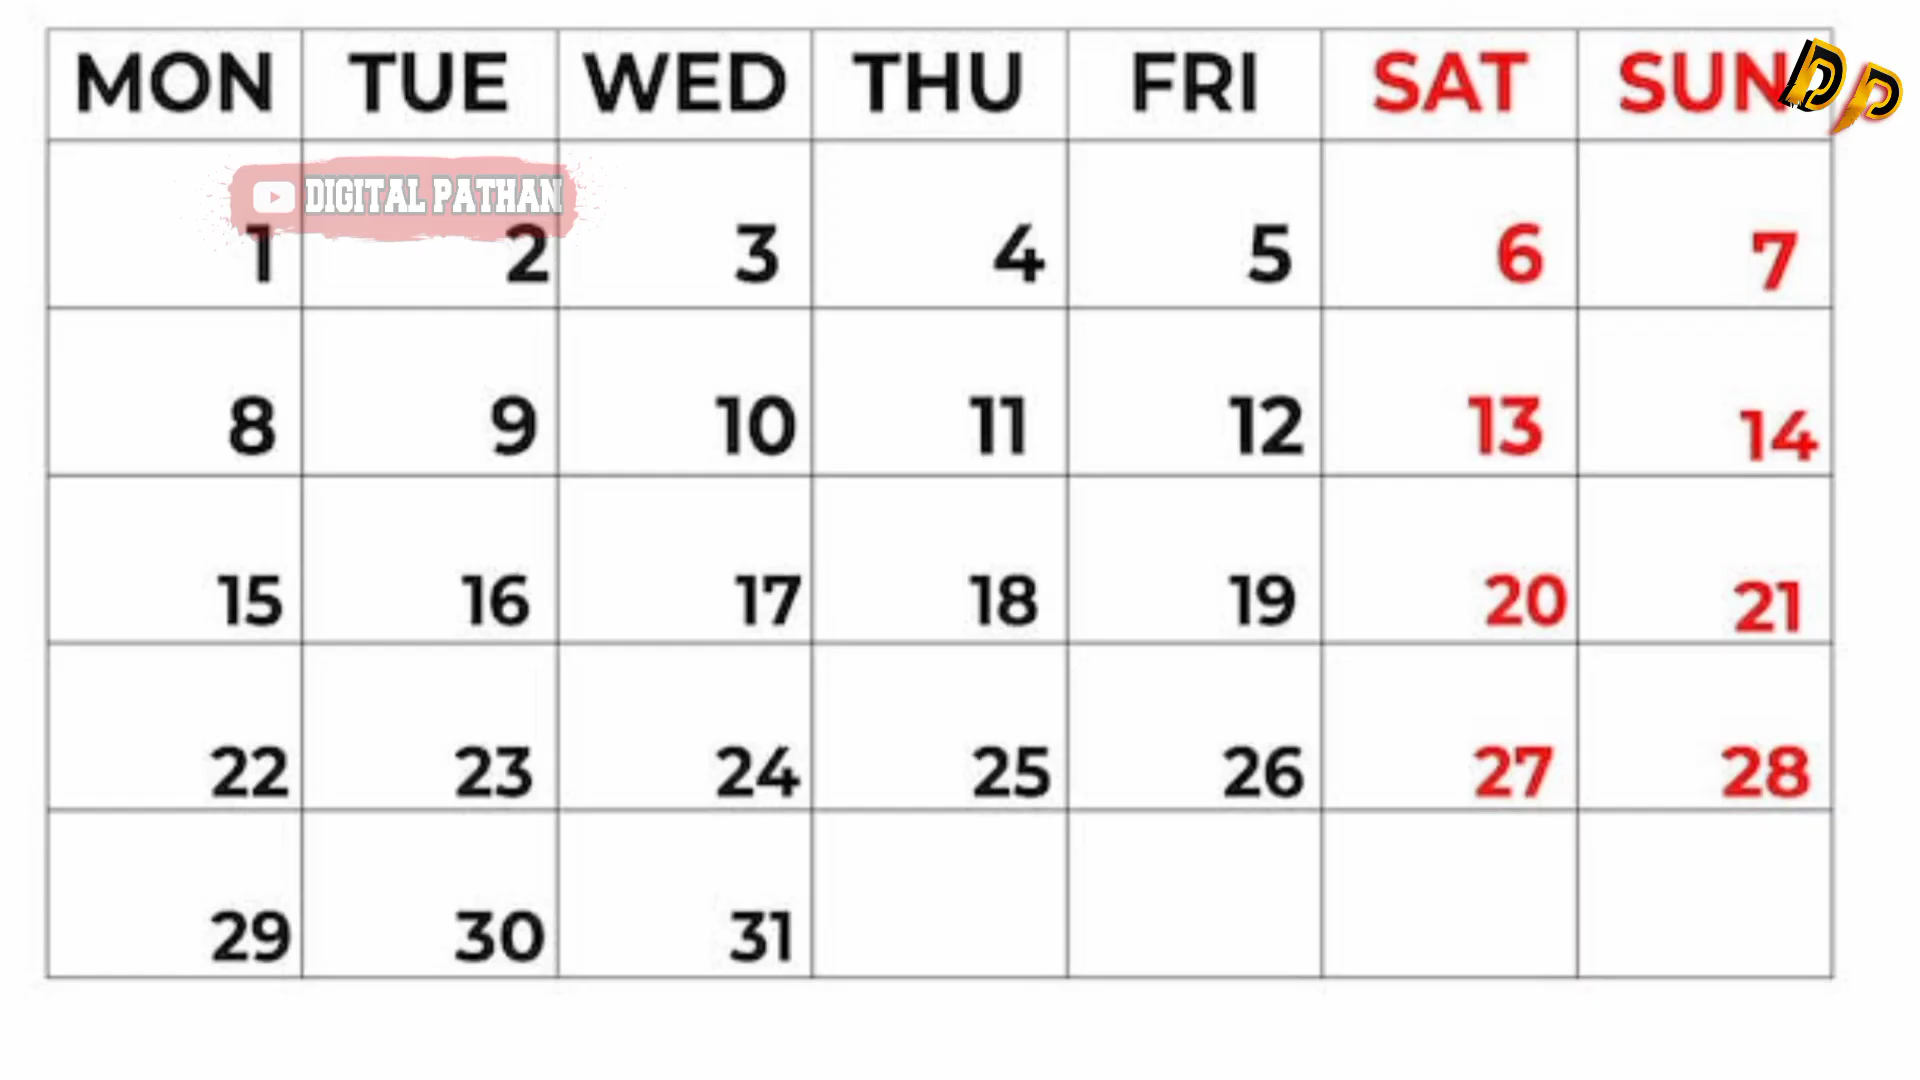 MON TUE WED THU FRI SAT SUN
DP
DIGITAL PATHAN
1 2 3 4 5 6 7
8 9 10 11 12 13 14
15 16 17 18 19 20 21
22 23 24 25 26 27 28
29 30 31